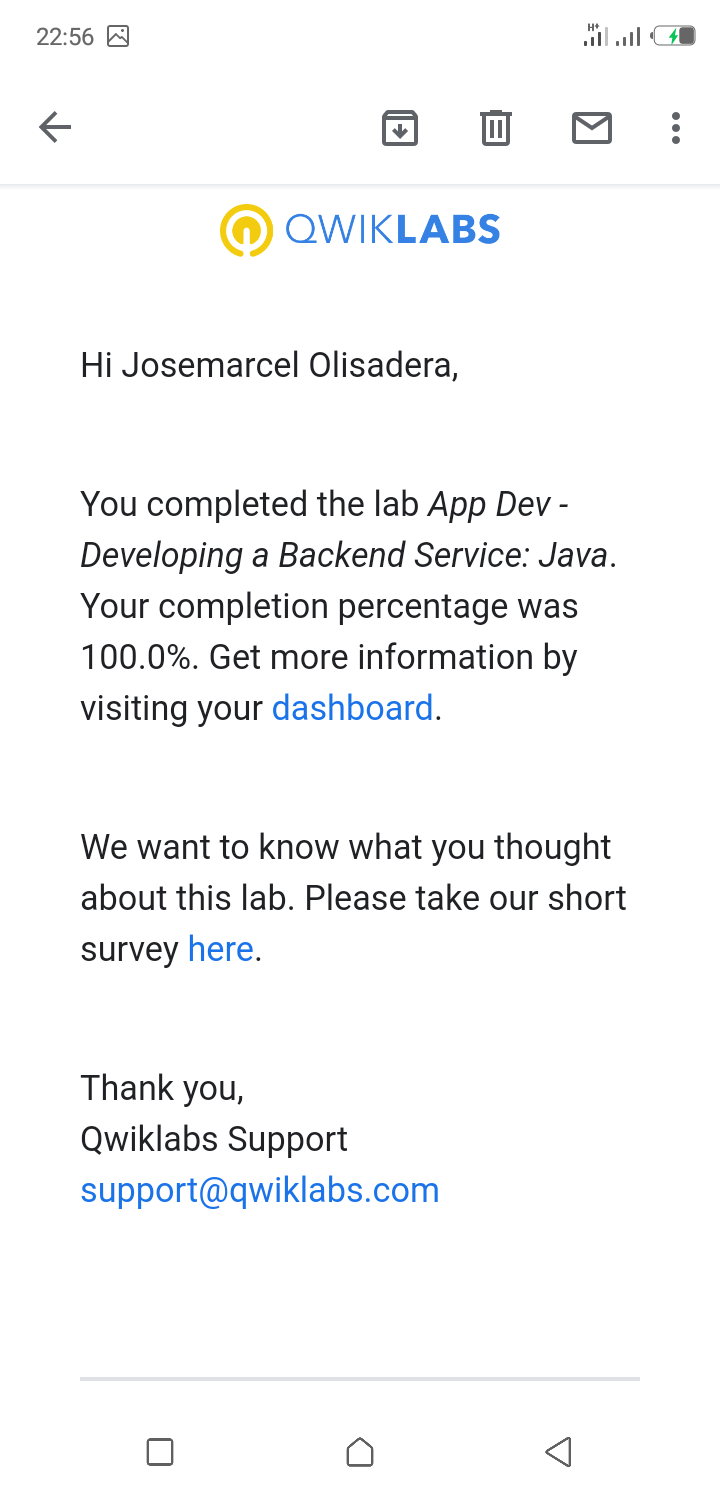 22:56
H+
QWIKLABS
Hi Josemarcel Olisadera,
You completed the lab App Dev -
Developing a Backend Service: Java.
Your completion percentage was
100.0%. Get more information by
visiting your dashboard.
We want to know what you thought
about this lab. Please take our short
survey here.
Thank you,
Qwiklabs Support
support@qwiklabs.com